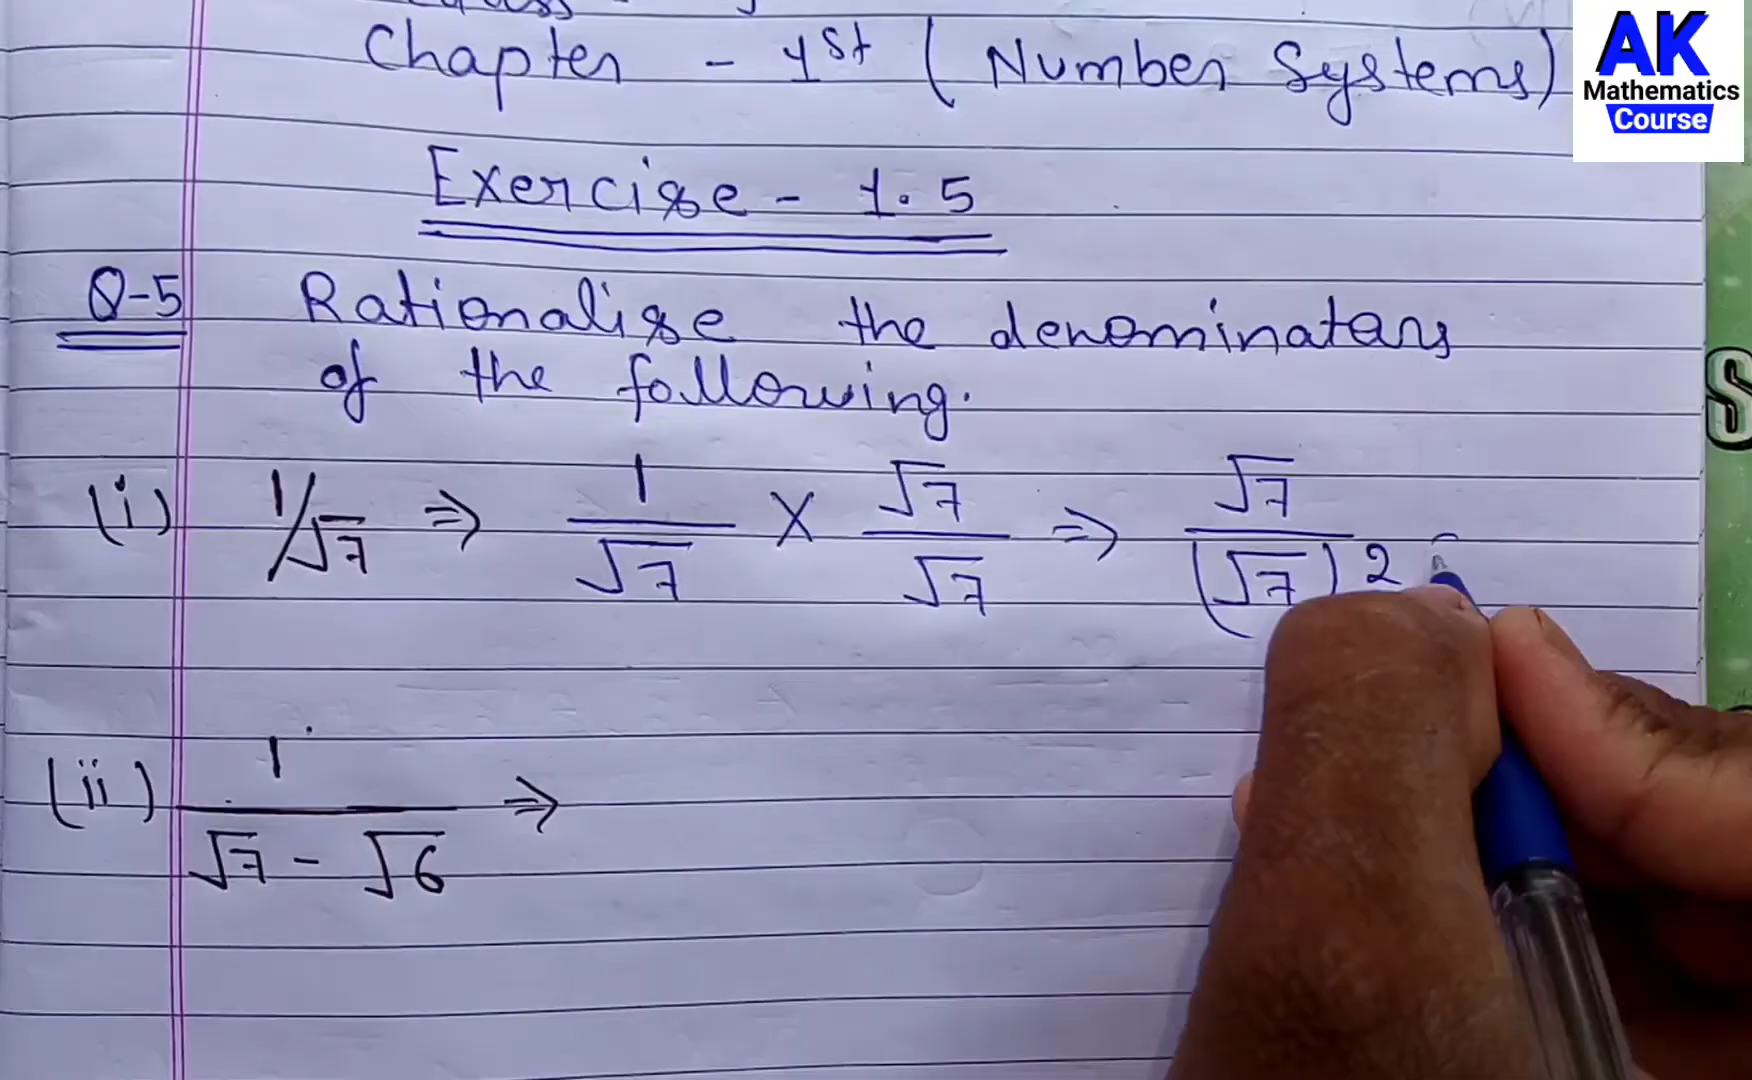 Chapter - 1st ( Number Systems)
AK
Mathematics
Course
Exercise - 1.5
Q-5 Rationalise the denominators
of the following.
(i) 1/√7 ⇒ 1/√7 × √7/√7 ⇒ √7/(√7)2
(ii) 1/√7 - √6 ⇒
S